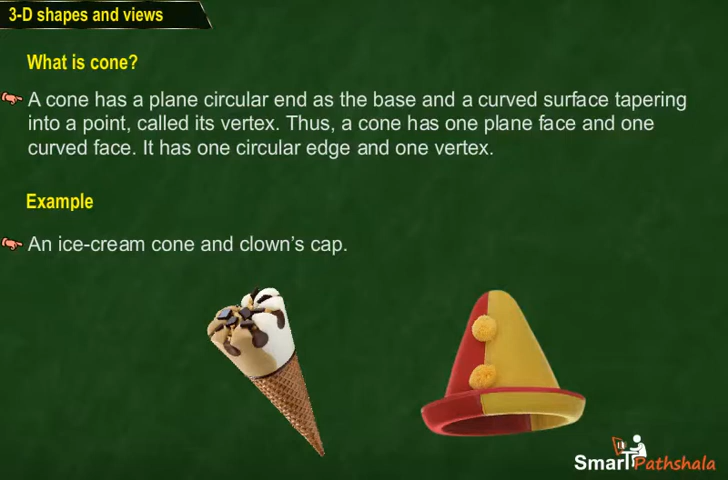 3-D shapes and views
What is cone?
A cone has a plane circular end as the base and a curved surface tapering
into a point, called its vertex. Thus, a cone has one plane face and one
curved face. It has one circular edge and one vertex.
Example
An ice-cream cone and clown's cap.
SmartPathshala